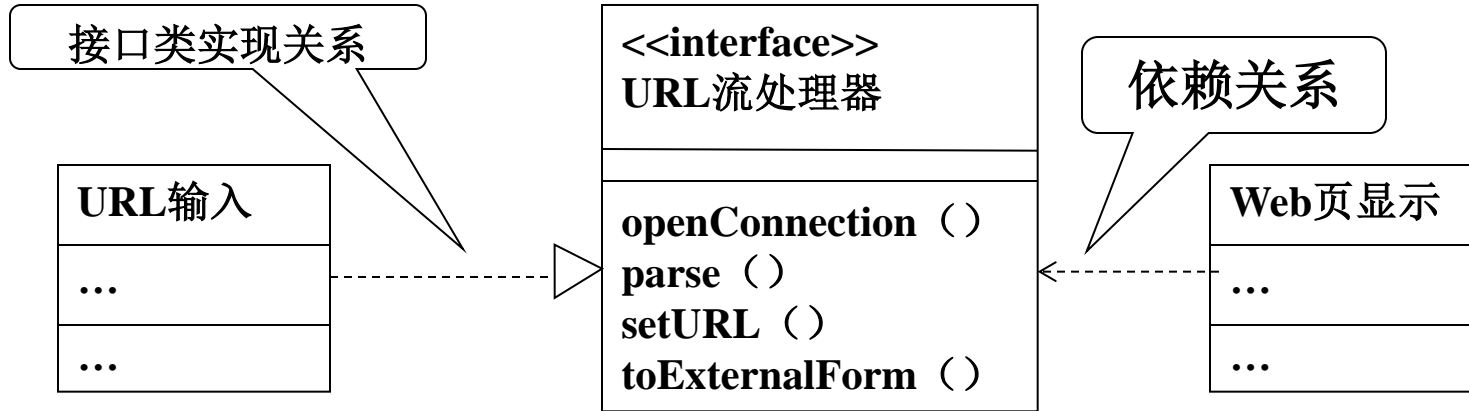 接口类实现关系
<<interface>>
URL流处理器
依赖关系
URL输入
…
…
openConnection（）
parse（）
setURL（）
toExternalForm（）
Web页显示
…
…